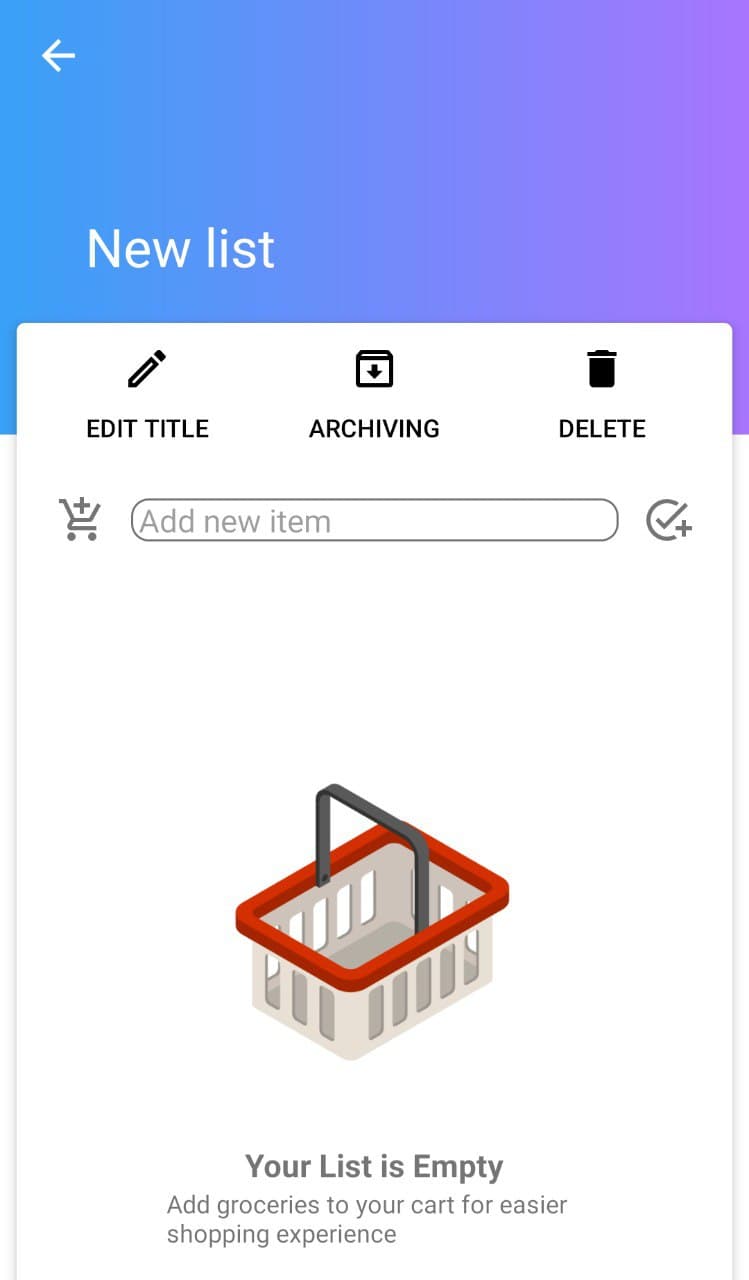 New list
EDIT TITLE ARCHIVING DELETE
Add new item
Your List is Empty
Add groceries to your cart for easier
shopping experience